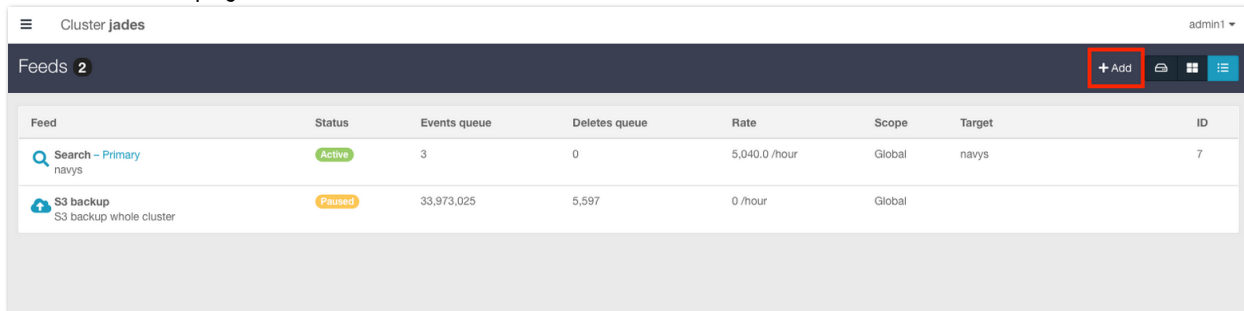 Cluster jades
admin1
Feeds 2
+ Add
Feed Status Events queue Deletes queue Rate Scope Target ID
Search – Primary Active 3 0 5,040.0 /hour Global navys 7
navys
S3 backup Paused 33,973,025 5,597 0 /hour Global
S3 backup whole cluster